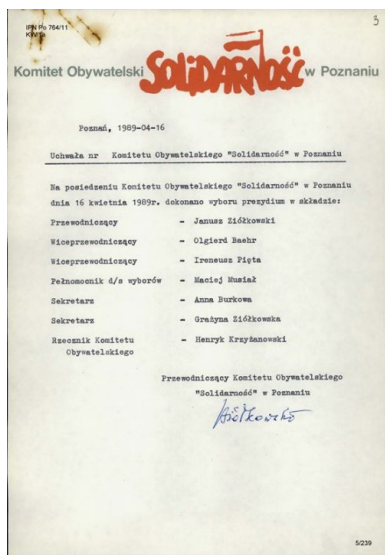 3
IPN Po 764/11
Komitet Obywatelski SOLIDARNOŚĆ w Poznaniu
Poznań, 1989-04-16
Uchwała nr Komitetu Obywatelskiego "Solidarność" w Poznaniu
Na posiedzeniu Komitetu Obywatelskiego "Solidarność" w Poznaniu
dnia 16 kwietnia 1989r. dokonano wyboru prezydium w składzie:
Przewodniczący - Janusz Ziółkowski
Wiceprzewodniczący - Olgierd Baehr
Wiceprzewodniczący - Ireneusz Pięta
Pełnomocnik d/s wyborów - Maciej Musiał
Sekretarz - Anna Burkowa
Sekretarz - Grażyna Ziółkowska
Rzecznik Komitetu - Henryk Krzyżanowski
Obywatelskiego
Przewodniczący Komitetu Obywatelskiego
"Solidarność" w Poznaniu
Ziółkowski
5/239